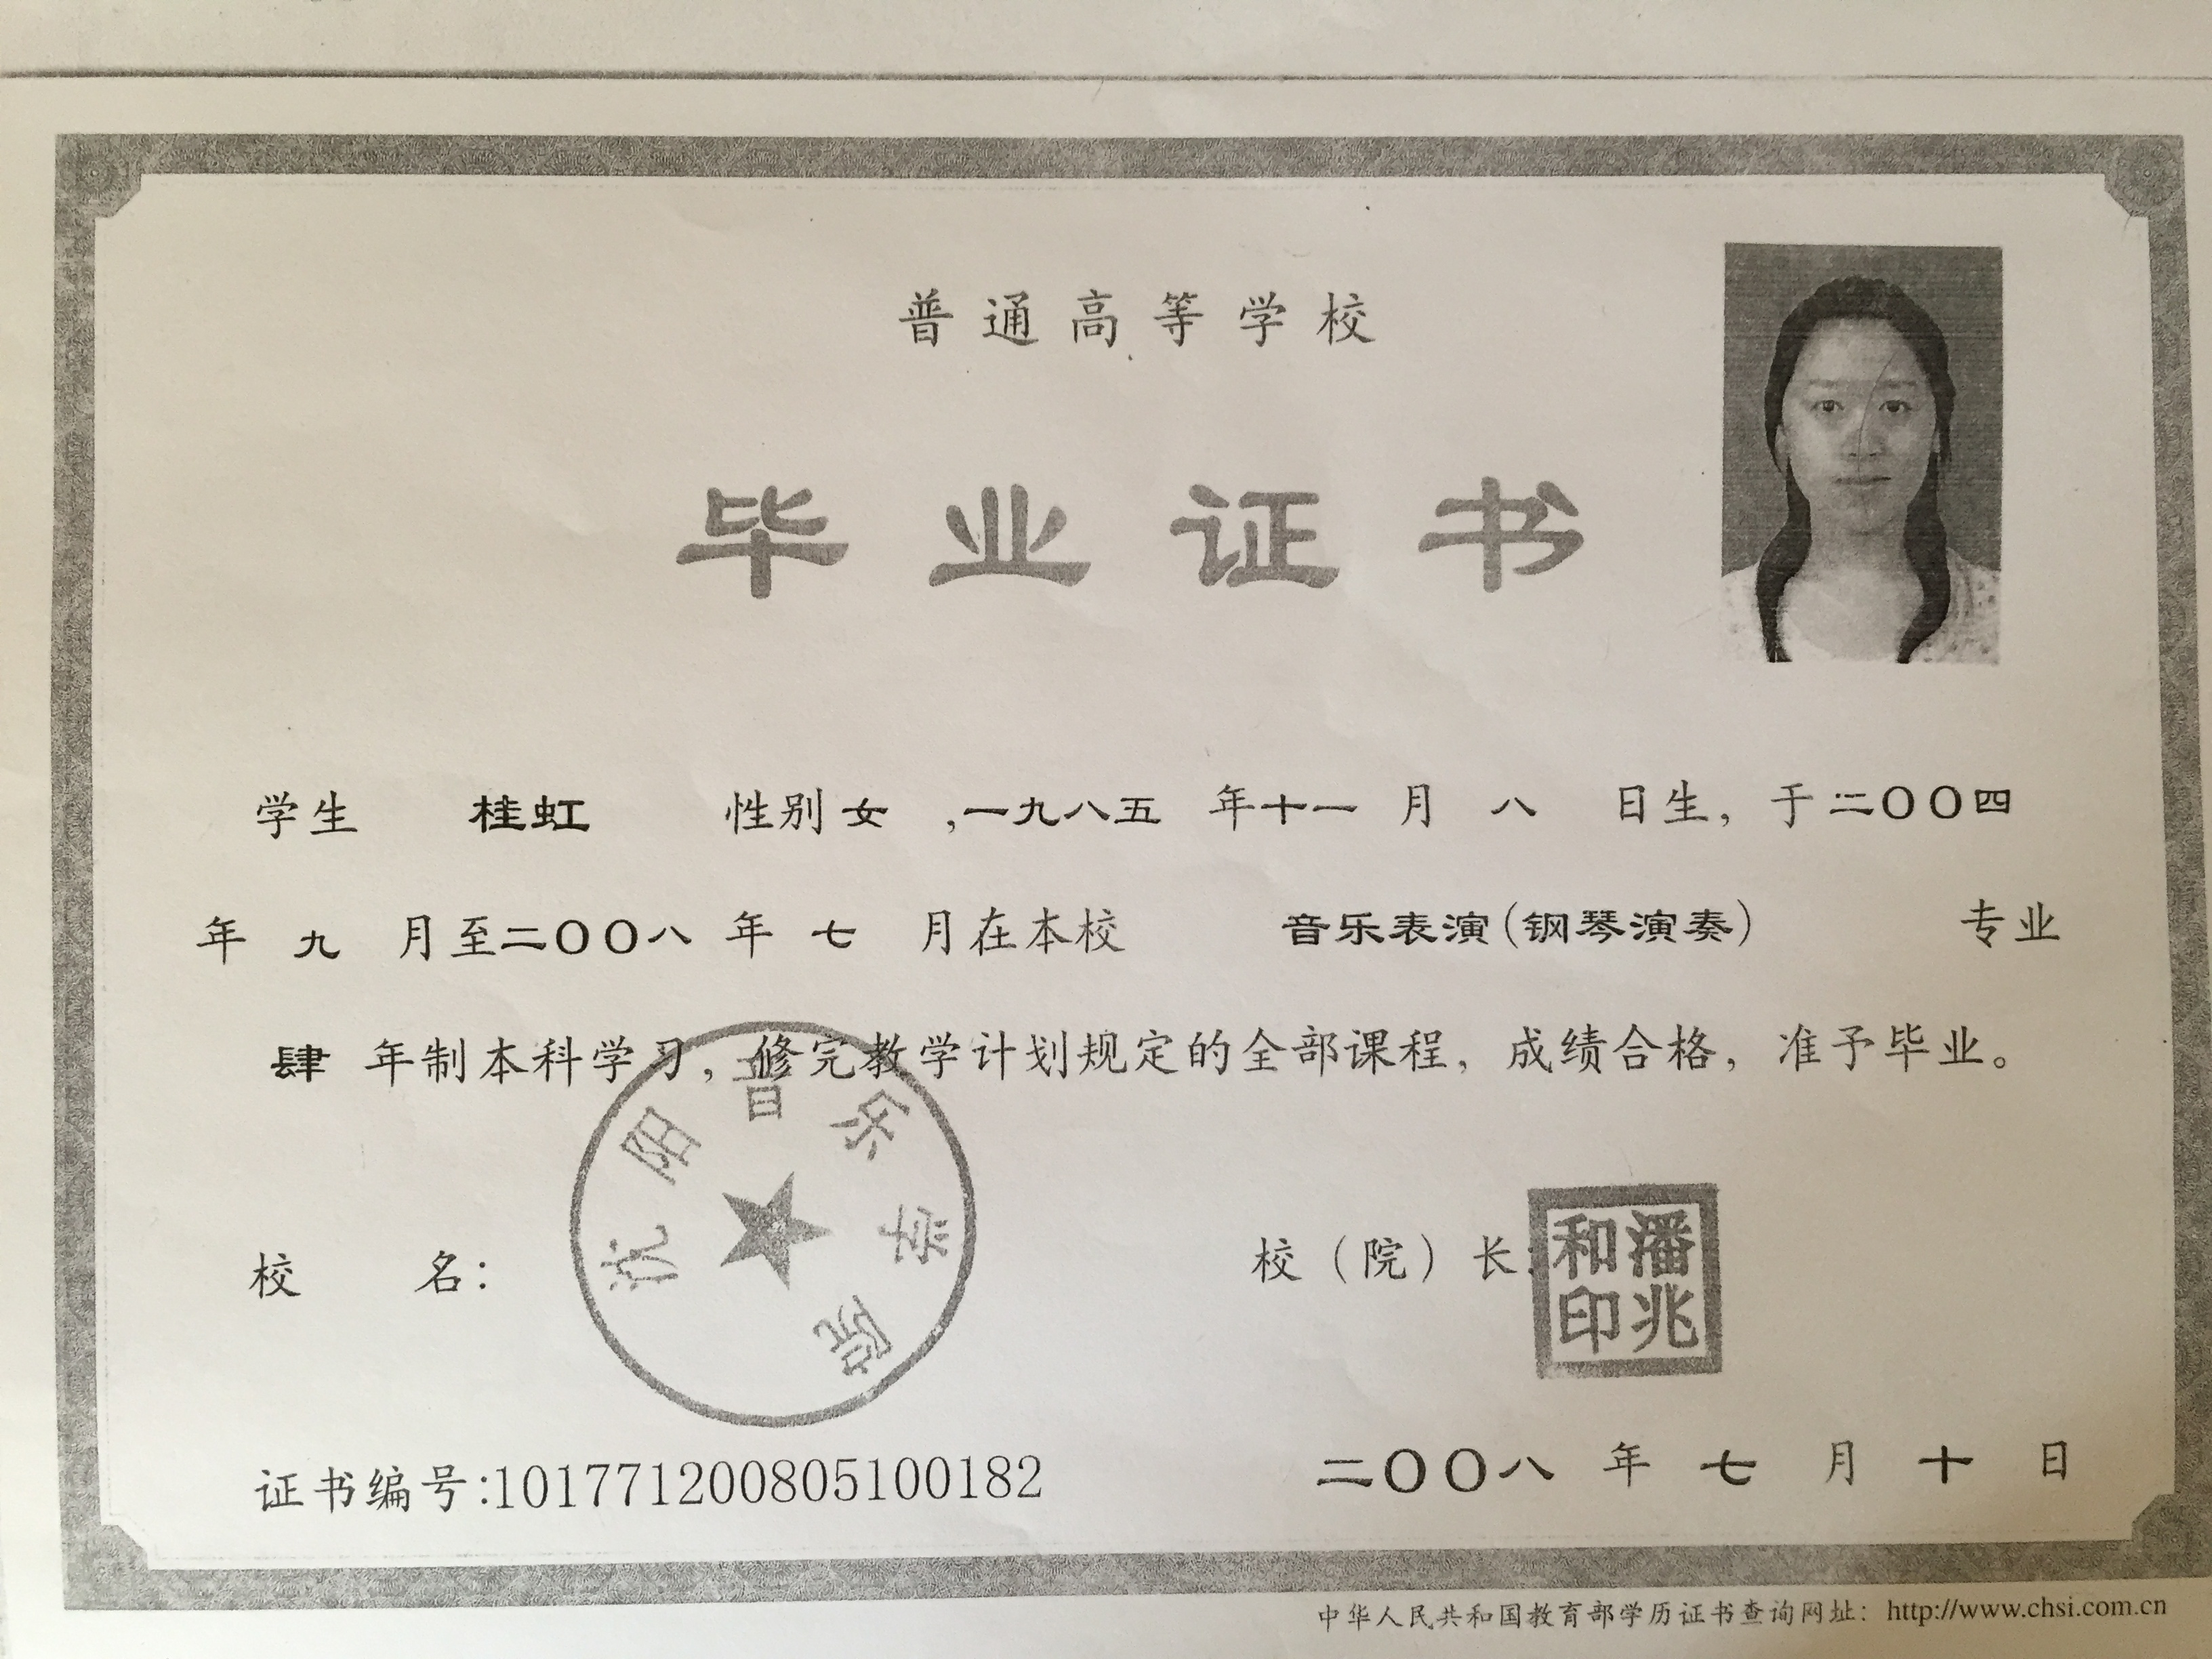 普通高等学校
毕业证书
学生 桂虹 性别 女 ,一九八五 年十一 月 八 日生，于二〇〇四
年 九 月至二〇〇八 年 七 月在本校 音乐表演(钢琴演奏) 专业
肆 年制本科学习，修完教学计划规定的全部课程，成绩合格，准予毕业。
校 名：
沈阳音乐学院
校（院）长：
潘兆和印
证书编号:101771200805100182
二〇〇八 年 七 月 十 日
中华人民共和国教育部学历证书查询网址：http://www.chsi.com.cn